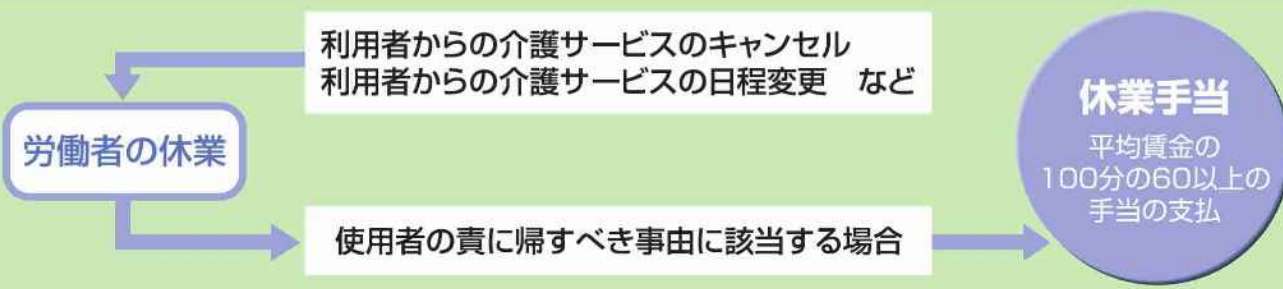 利用者からの介護サービスのキャンセル
利用者からの介護サービスの日程変更　など
労働者の休業
使用者の責に帰すべき事由に該当する場合
休業手当
平均賃金の
100分の60以上の
手当の支払